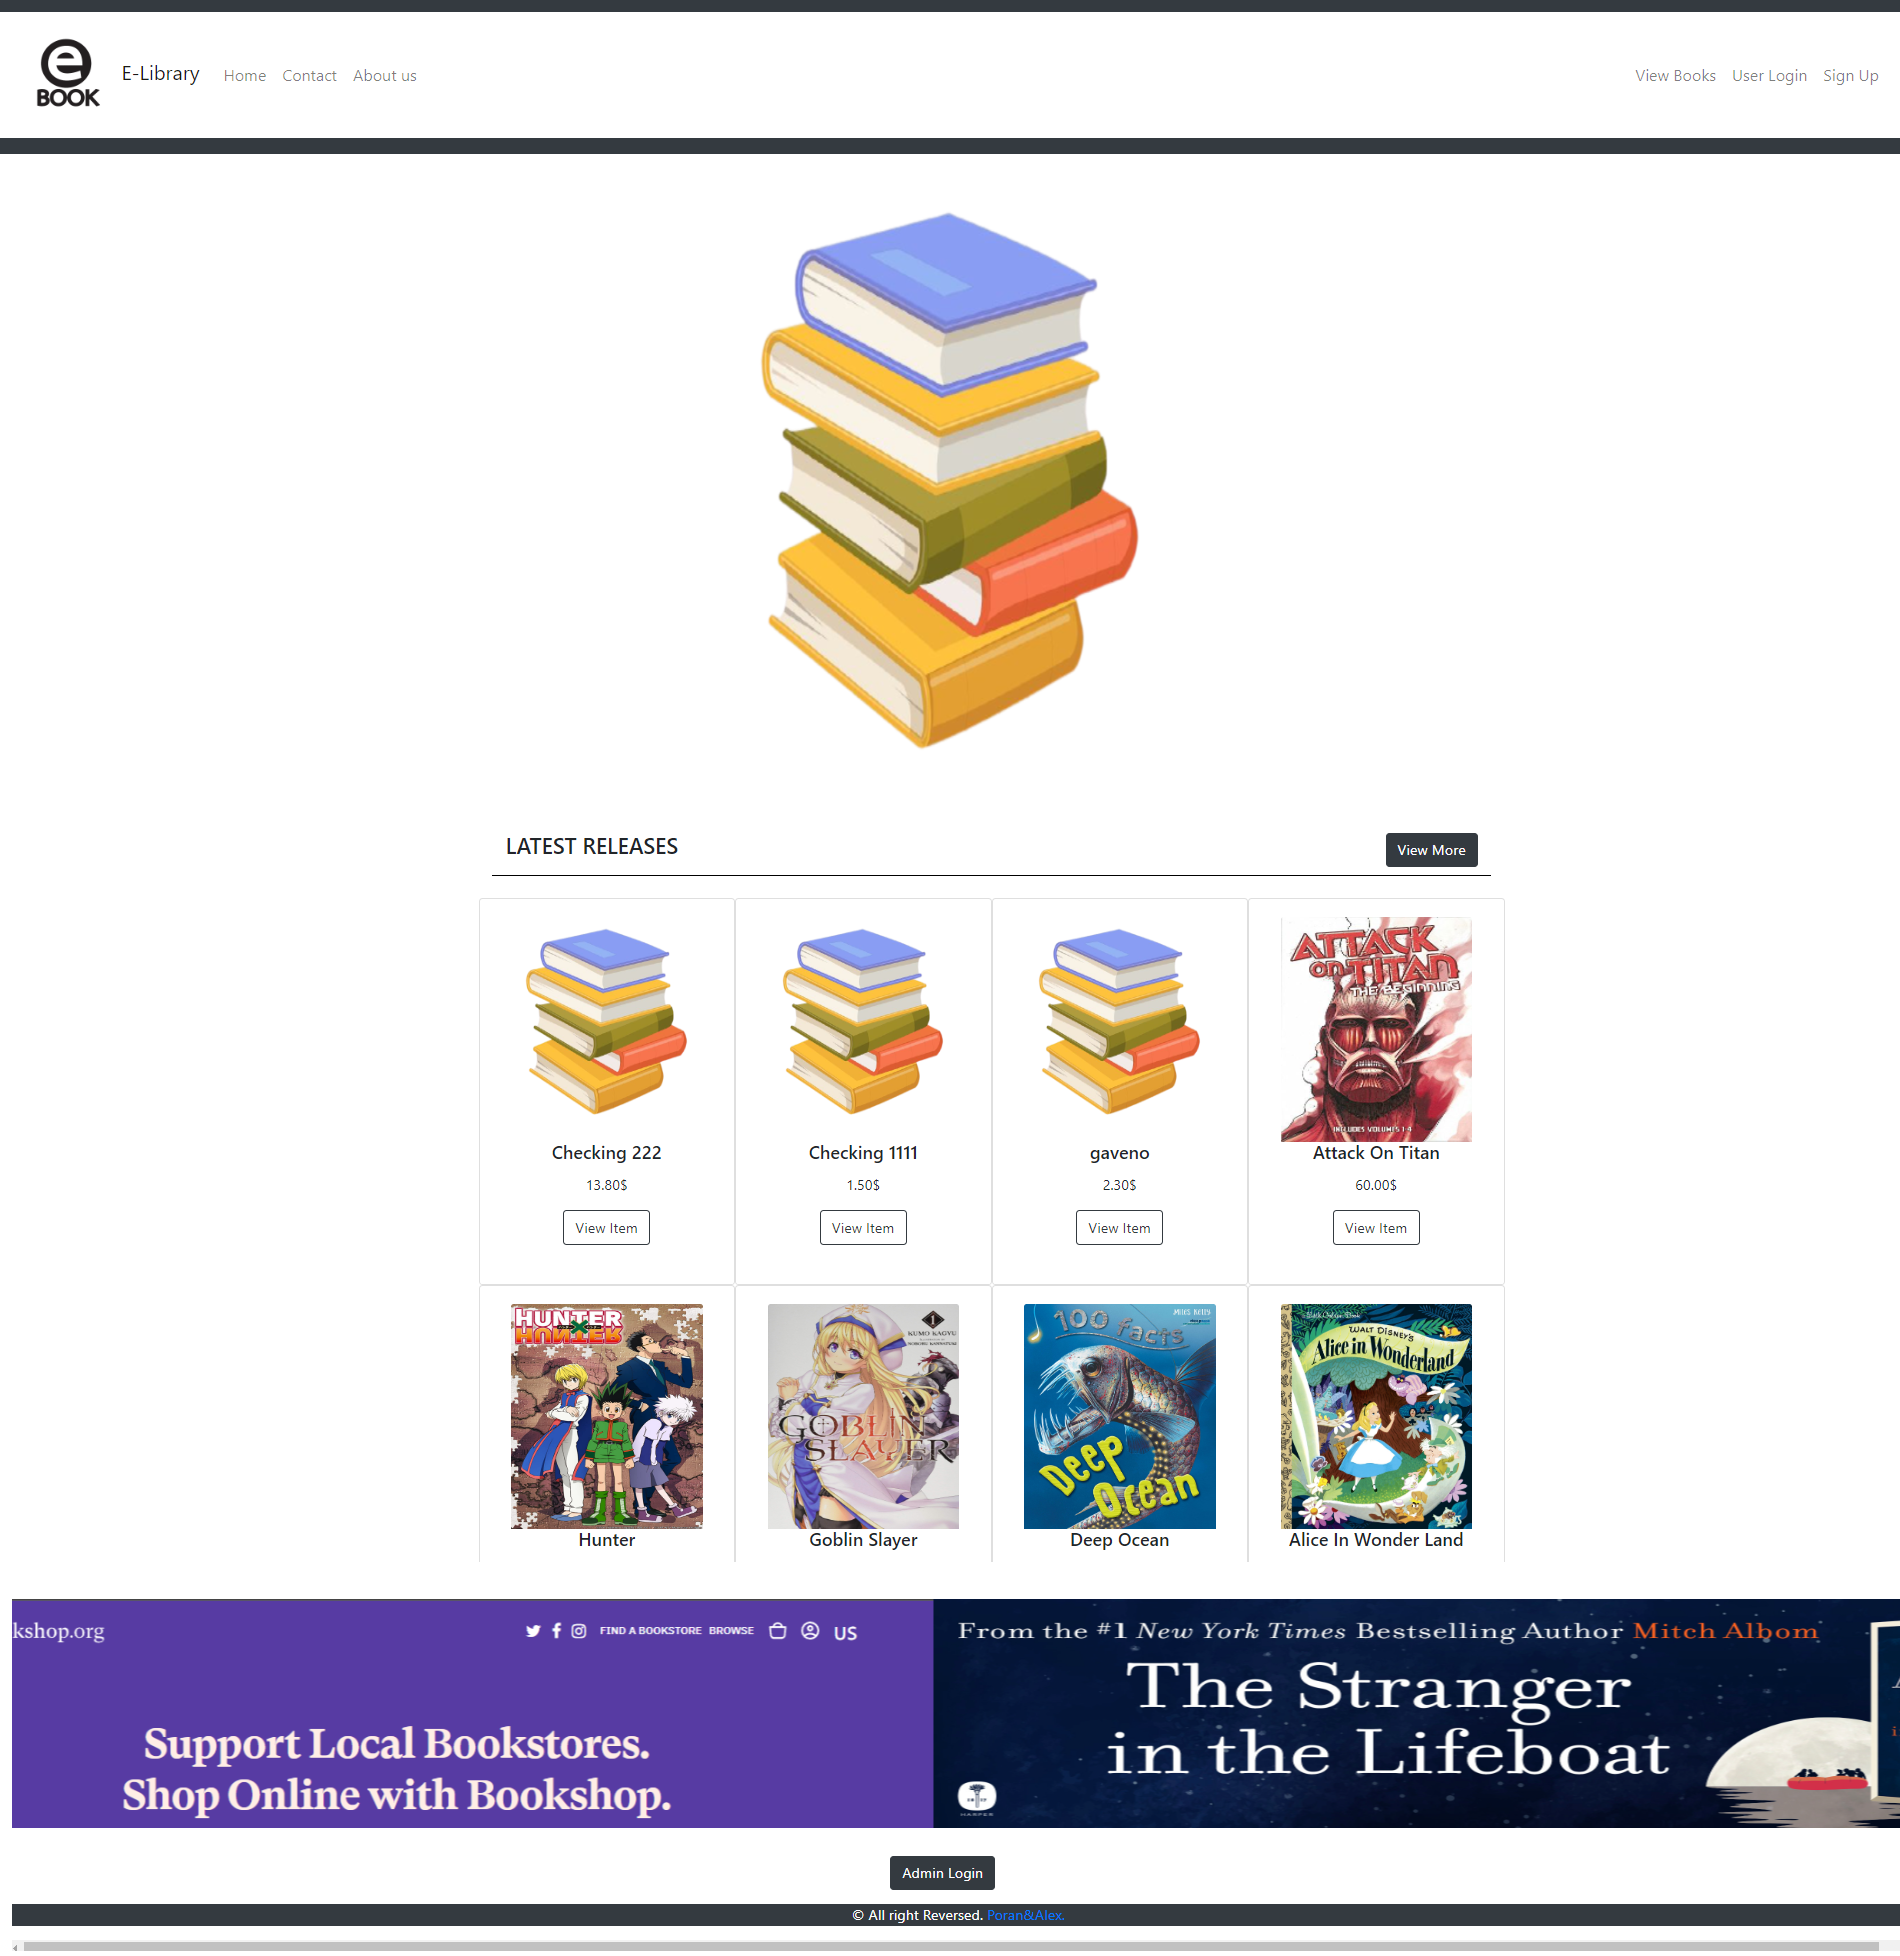 e
BOOK
E-Library
Home
Contact
About us
View Books
User Login
Sign Up
LATEST RELEASES
View More
ATTACK
on TITAN
THE BEGINNING
INCLUDES VOLUMES 1-4
Checking 222
Checking 1111
gaveno
Attack On Titan
13.80$
1.50$
2.30$
60.00$
View Item
View Item
View Item
View Item
HUNTER
X
HUNTER
1
KUMO KAGYU
GOBLIN
SLAYER
MILES KELLY
100 facts
Deep
Ocean
WALT DISNEY'S
Alice in Wonderland
Hunter
Goblin Slayer
Deep Ocean
Alice In Wonder Land
kshop.org
FIND A BOOKSTORE
BROWSE
US
Support Local Bookstores.
Shop Online with Bookshop.
From the #1 New York Times Bestselling Author Mitch Albom
The Stranger
in the Lifeboat
HARPER
Admin Login
© All right Reversed. Poran&Alex.